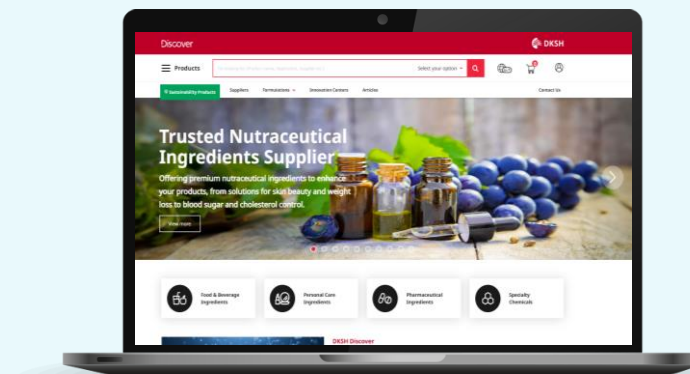 Discover
DKSH
Products
Select your option
Sustainability Products
Suppliers
Formulations
Innovation Centers
Articles
Contact Us
Trusted Nutraceutical
Ingredients Supplier
Offering premium nutraceutical ingredients to enhance
your products, from solutions for skin beauty and weight
loss to blood sugar and cholesterol control.
View more
Food & Beverage
Ingredients
Personal Care
Ingredients
Pharmaceutical
Ingredients
Specialty
Chemicals
DKSH Discover